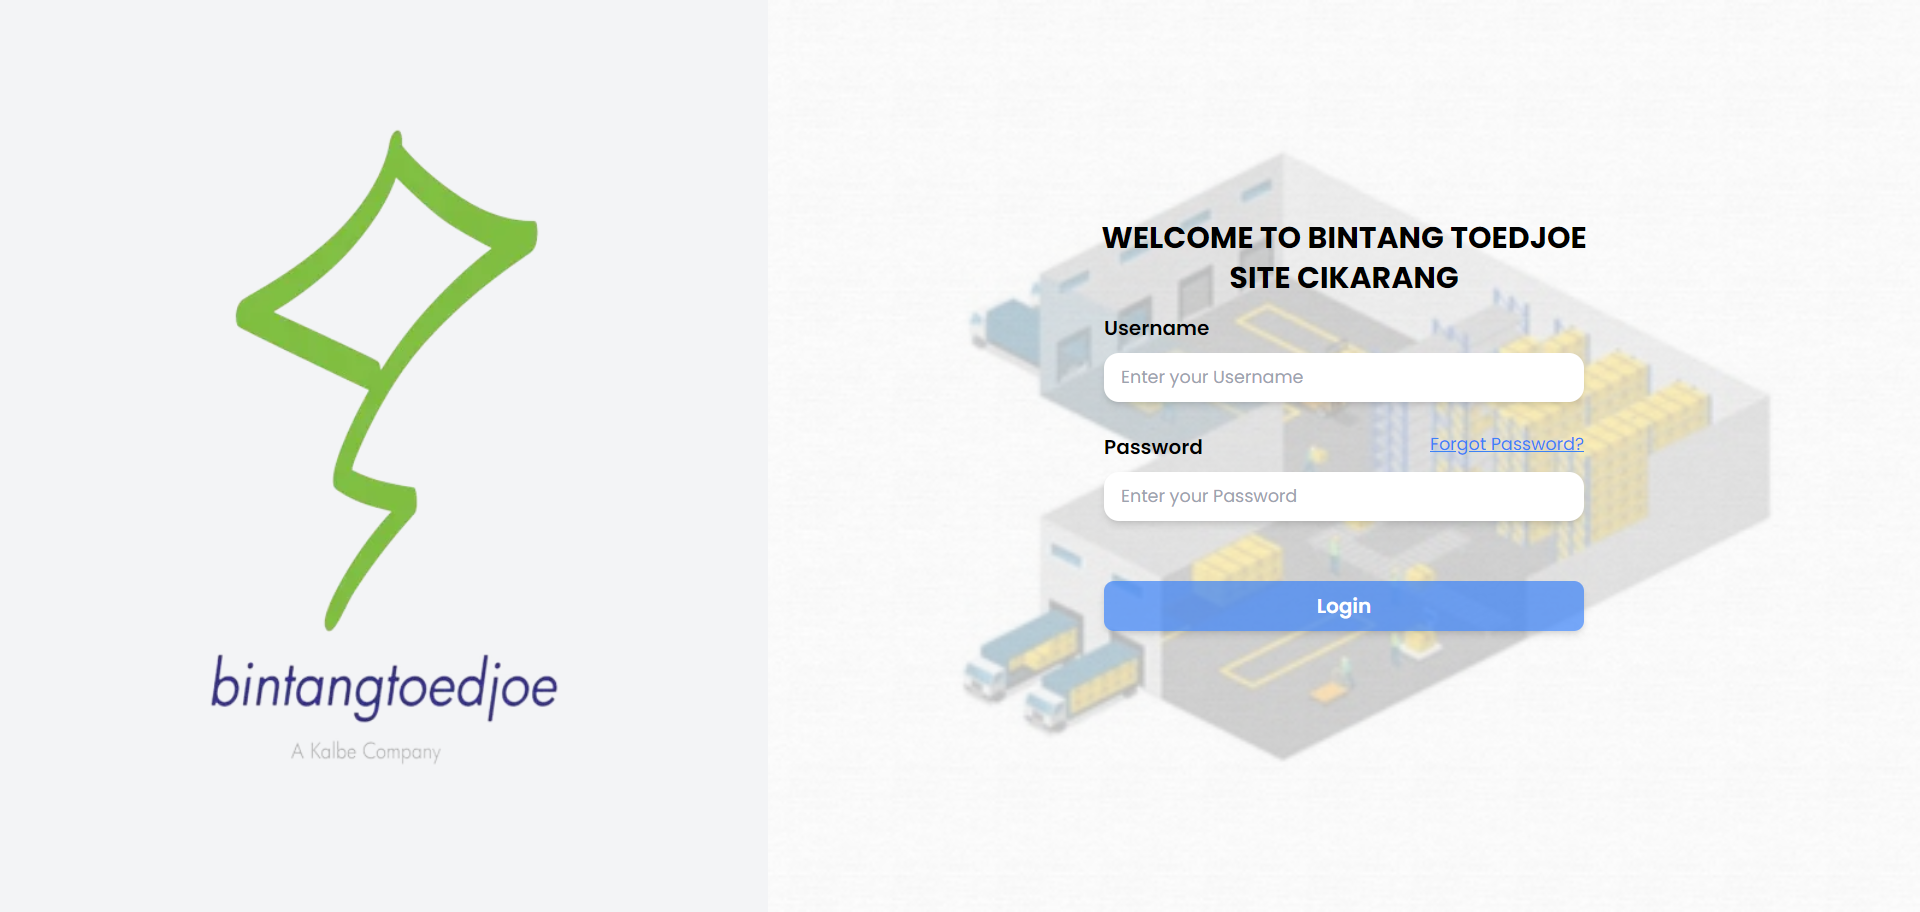 bintangtoedjoe
A Kalbe Company
WELCOME TO BINTANG TOEDJOE
SITE CIKARANG
Username
Enter your Username
Password
Forgot Password?
Enter your Password
Login